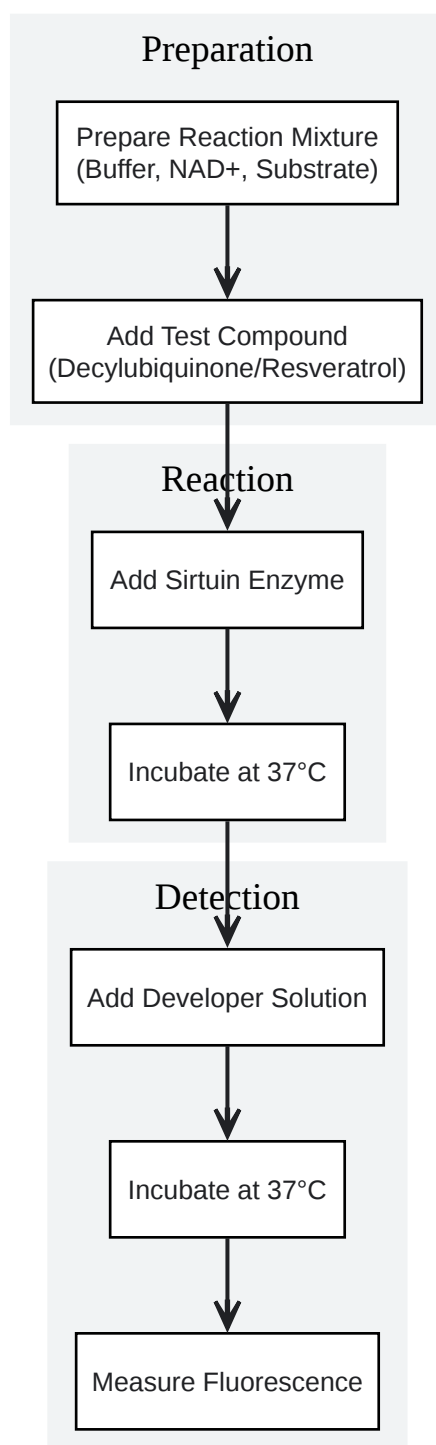 Preparation
Prepare Reaction Mixture
(Buffer, NAD+, Substrate)
Add Test Compound
(Decylubiquinone/Resveratrol)
Reaction
Add Sirtuin Enzyme
Incubate at 37°C
Detection
Add Developer Solution
Incubate at 37°C
Measure Fluorescence